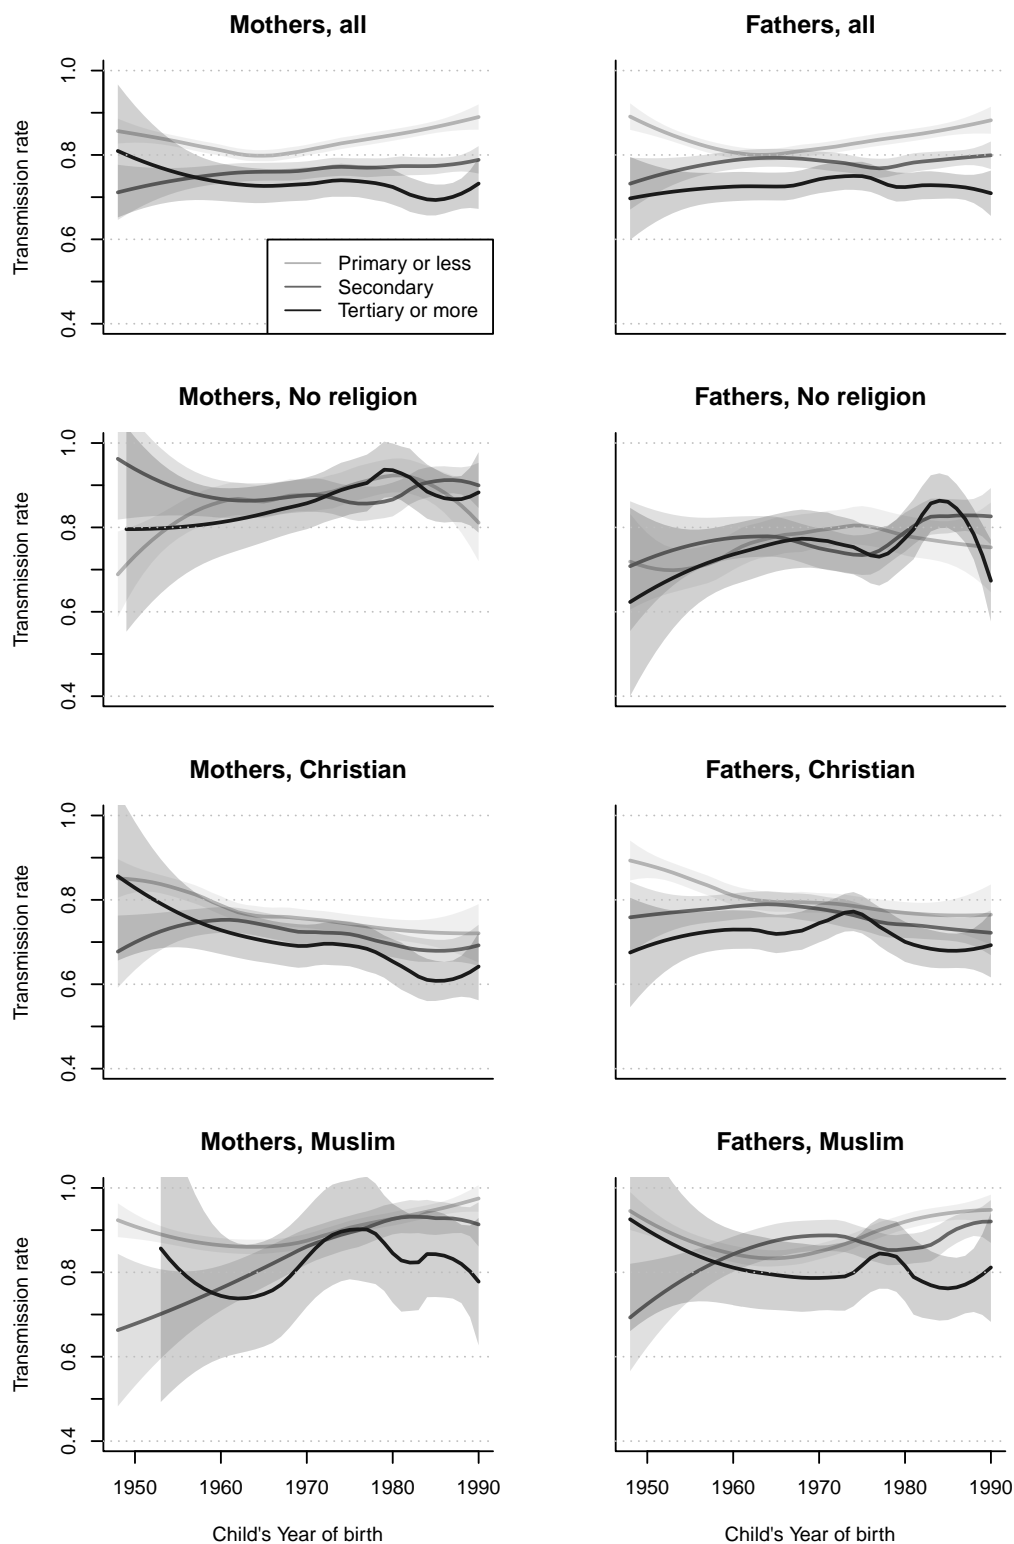 Mothers, all
Fathers, all
Transmission rate
1.0
0.8
0.6
0.4
Primary or less
Secondary
Tertiary or more
Mothers, No religion
Fathers, No religion
Transmission rate
1.0
0.8
0.6
0.4
Mothers, Christian
Fathers, Christian
Transmission rate
1.0
0.8
0.6
0.4
Mothers, Muslim
Fathers, Muslim
Transmission rate
1.0
0.8
0.6
0.4
1950 1960 1970 1980 1990
1950 1960 1970 1980 1990
Child's Year of birth
Child's Year of birth